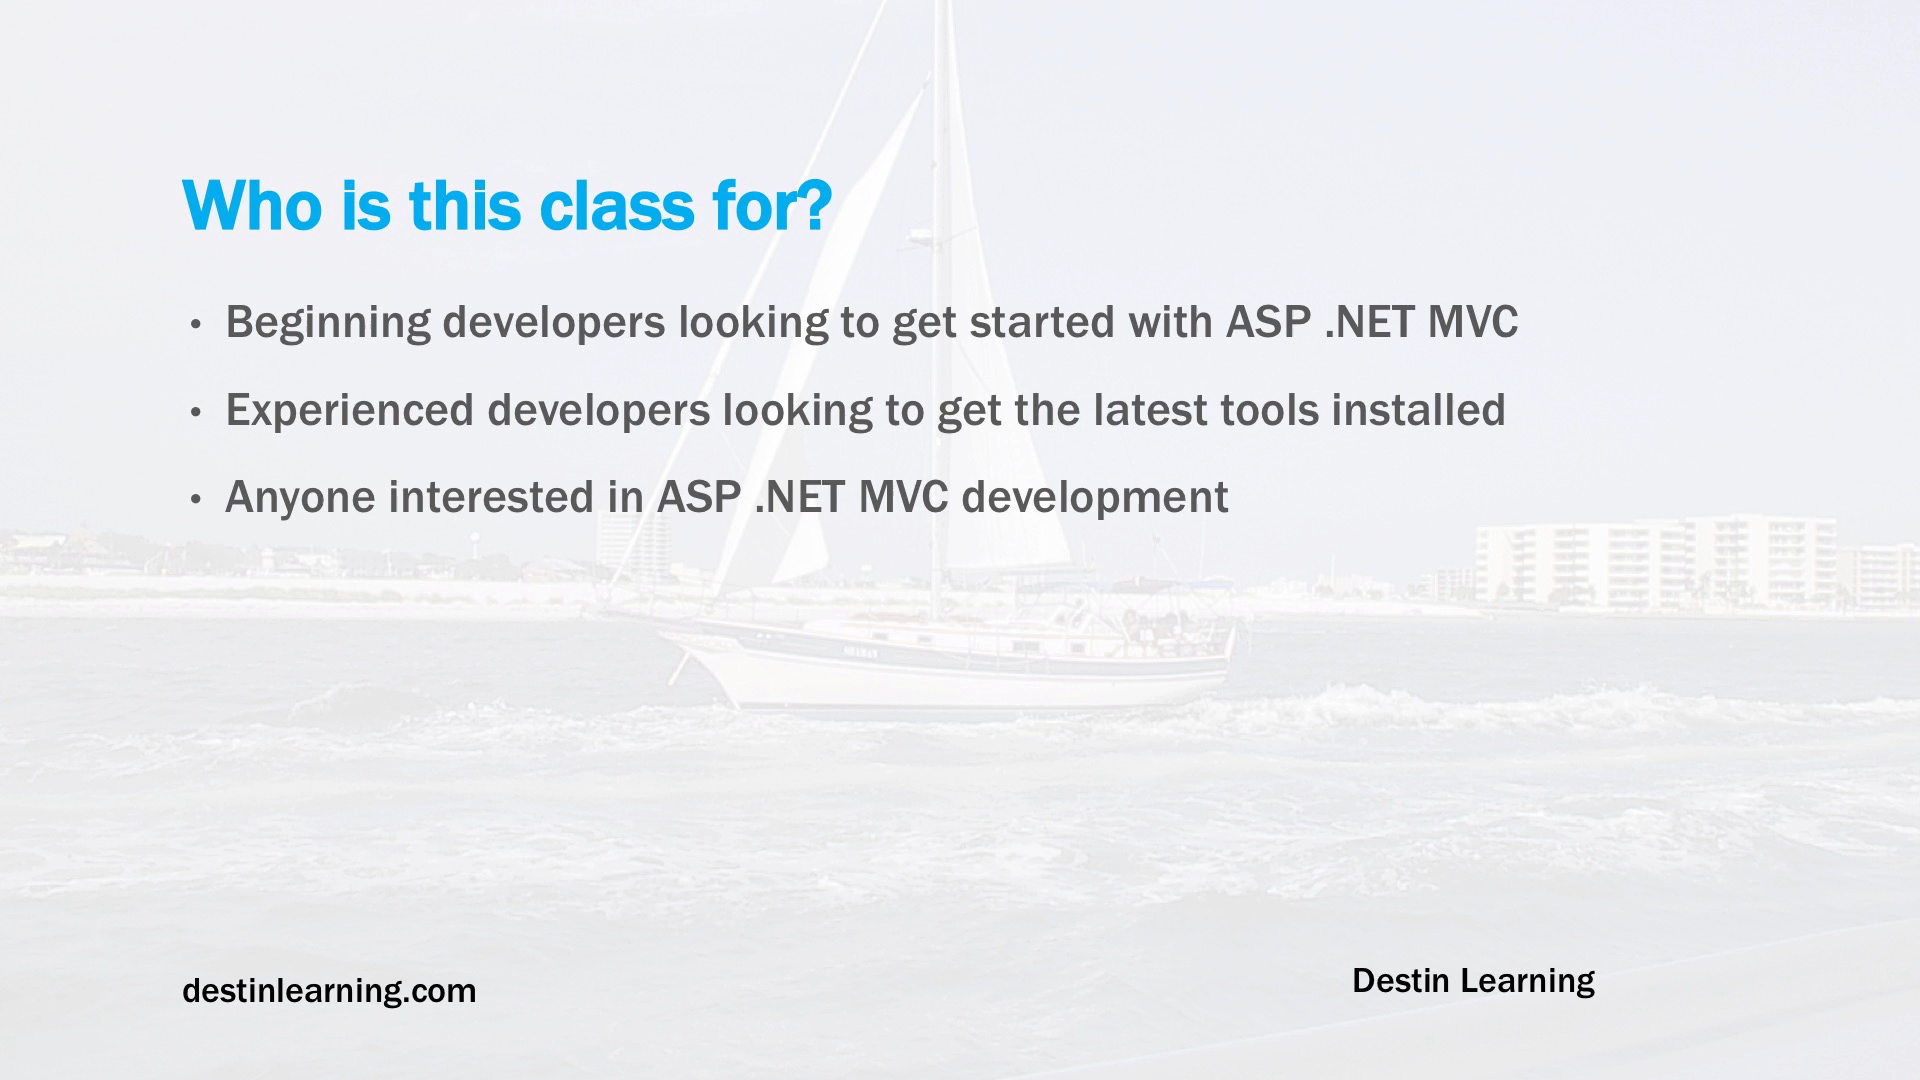 Who is this class for?
• Beginning developers looking to get started with ASP .NET MVC
• Experienced developers looking to get the latest tools installed
• Anyone interested in ASP .NET MVC development
SHAMAN
destinlearning.com
Destin Learning